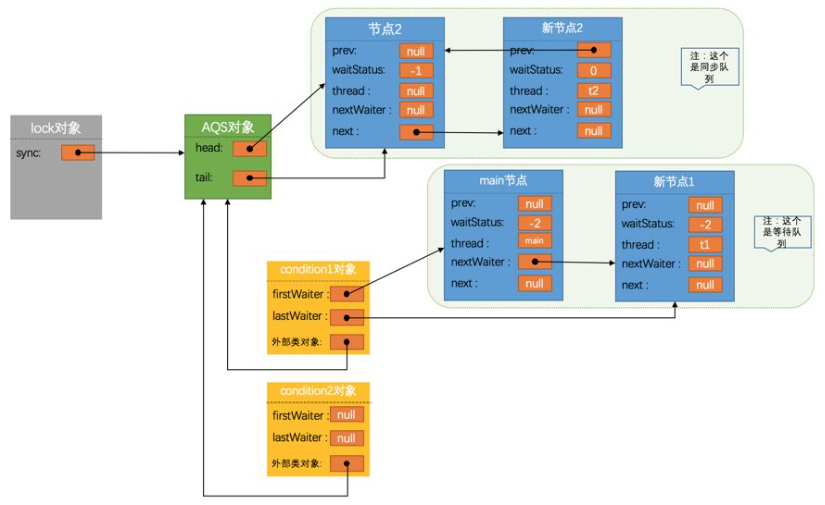 节点2
prev: null
waitStatus: -1
thread : null
nextWaiter : null
next :
新节点2
prev:
waitStatus: 0
thread : t2
nextWaiter : null
next : null
注：这个
是同步队
列
lock对象
sync:
AQS对象
head:
tail:
main节点
prev: null
waitStatus: -2
thread : main
nextWaiter :
next : null
新节点1
prev: null
waitStatus: -2
thread : t1
nextWaiter : null
next : null
注：这个
是等待队
列
condition1对象
firstWaiter :
lastWaiter :
外部类对象:
condition2对象
firstWaiter : null
lastWaiter : null
外部类对象: